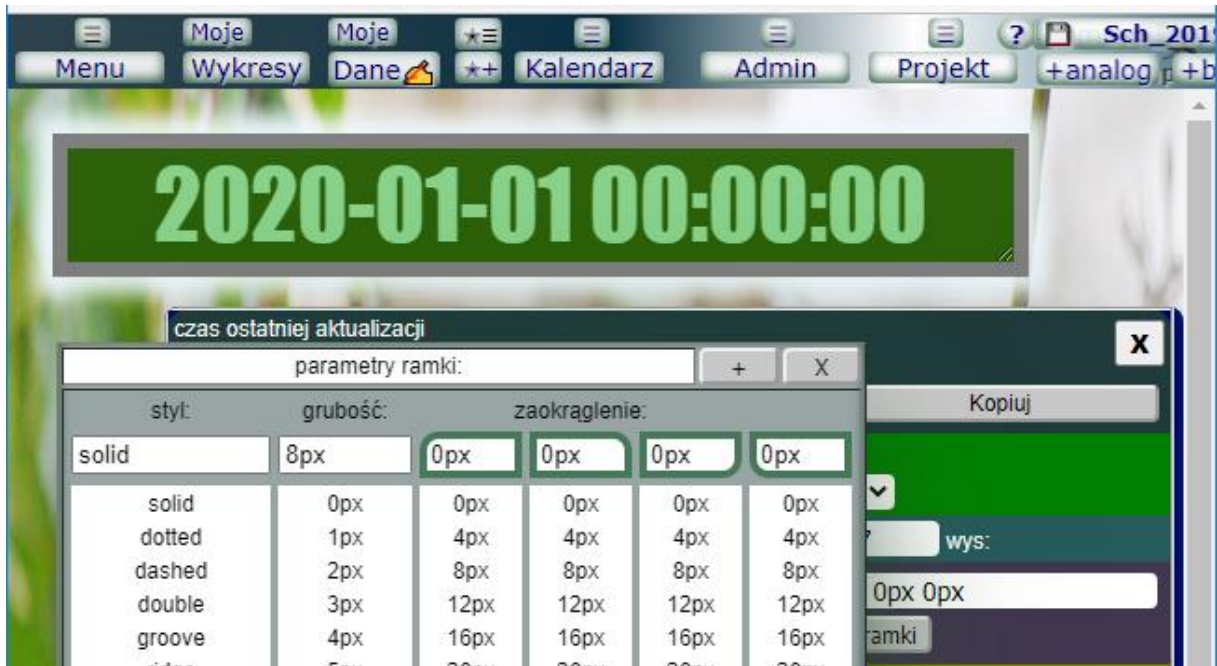 ☰ Moje Moje ★☰ ☰ ☰ ☰ ? Sch_201
Menu Wykresy Dane ★+ Kalendarz Admin Projekt +analog +b
2020-01-01 00:00:00
czas ostatniej aktualizacji
X
parametry ramki: + X
styl: grubość: zaokrąglenie:
Kopiuj
solid 8px 0px 0px 0px 0px
solid 0px 0px 0px 0px 0px
dotted 1px 4px 4px 4px 4px
wys:
dashed 2px 8px 8px 8px 8px
0px 0px
double 3px 12px 12px 12px 12px
groove 4px 16px 16px 16px 16px
ramki